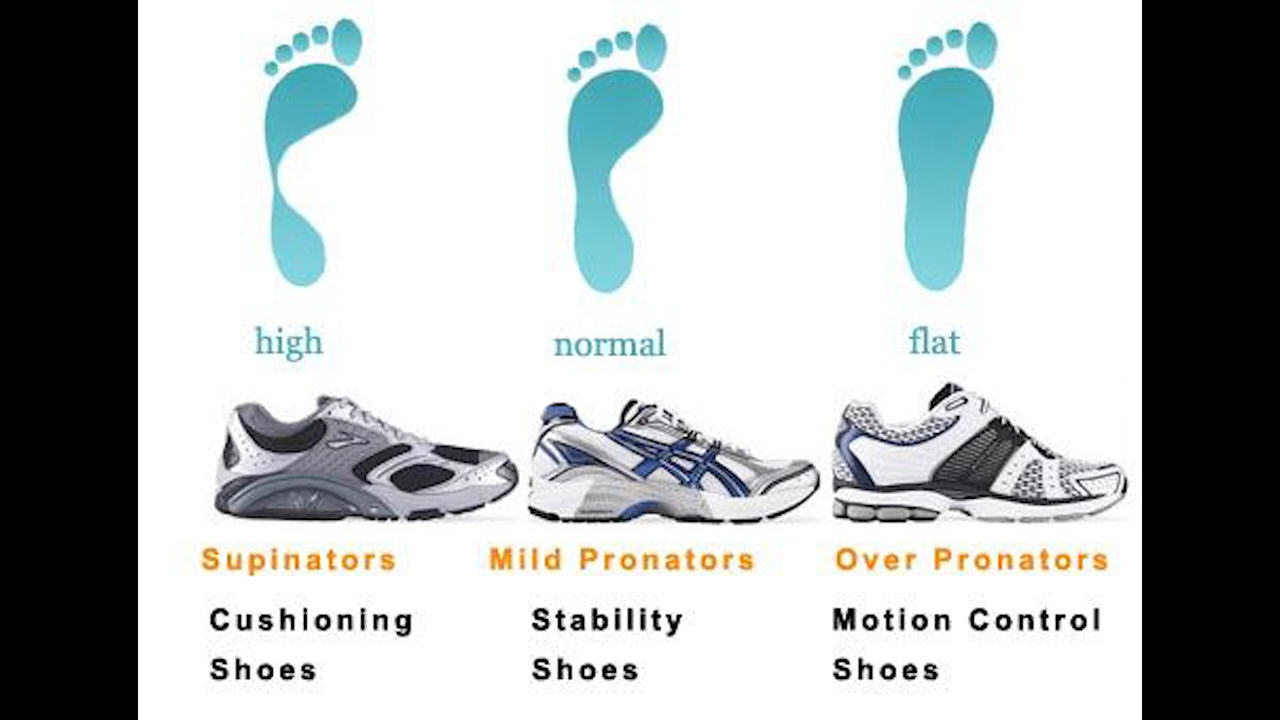 high
normal
flat
Supinators
Mild Pronators
Over Pronators
Cushioning
Shoes
Stability
Shoes
Motion Control
Shoes